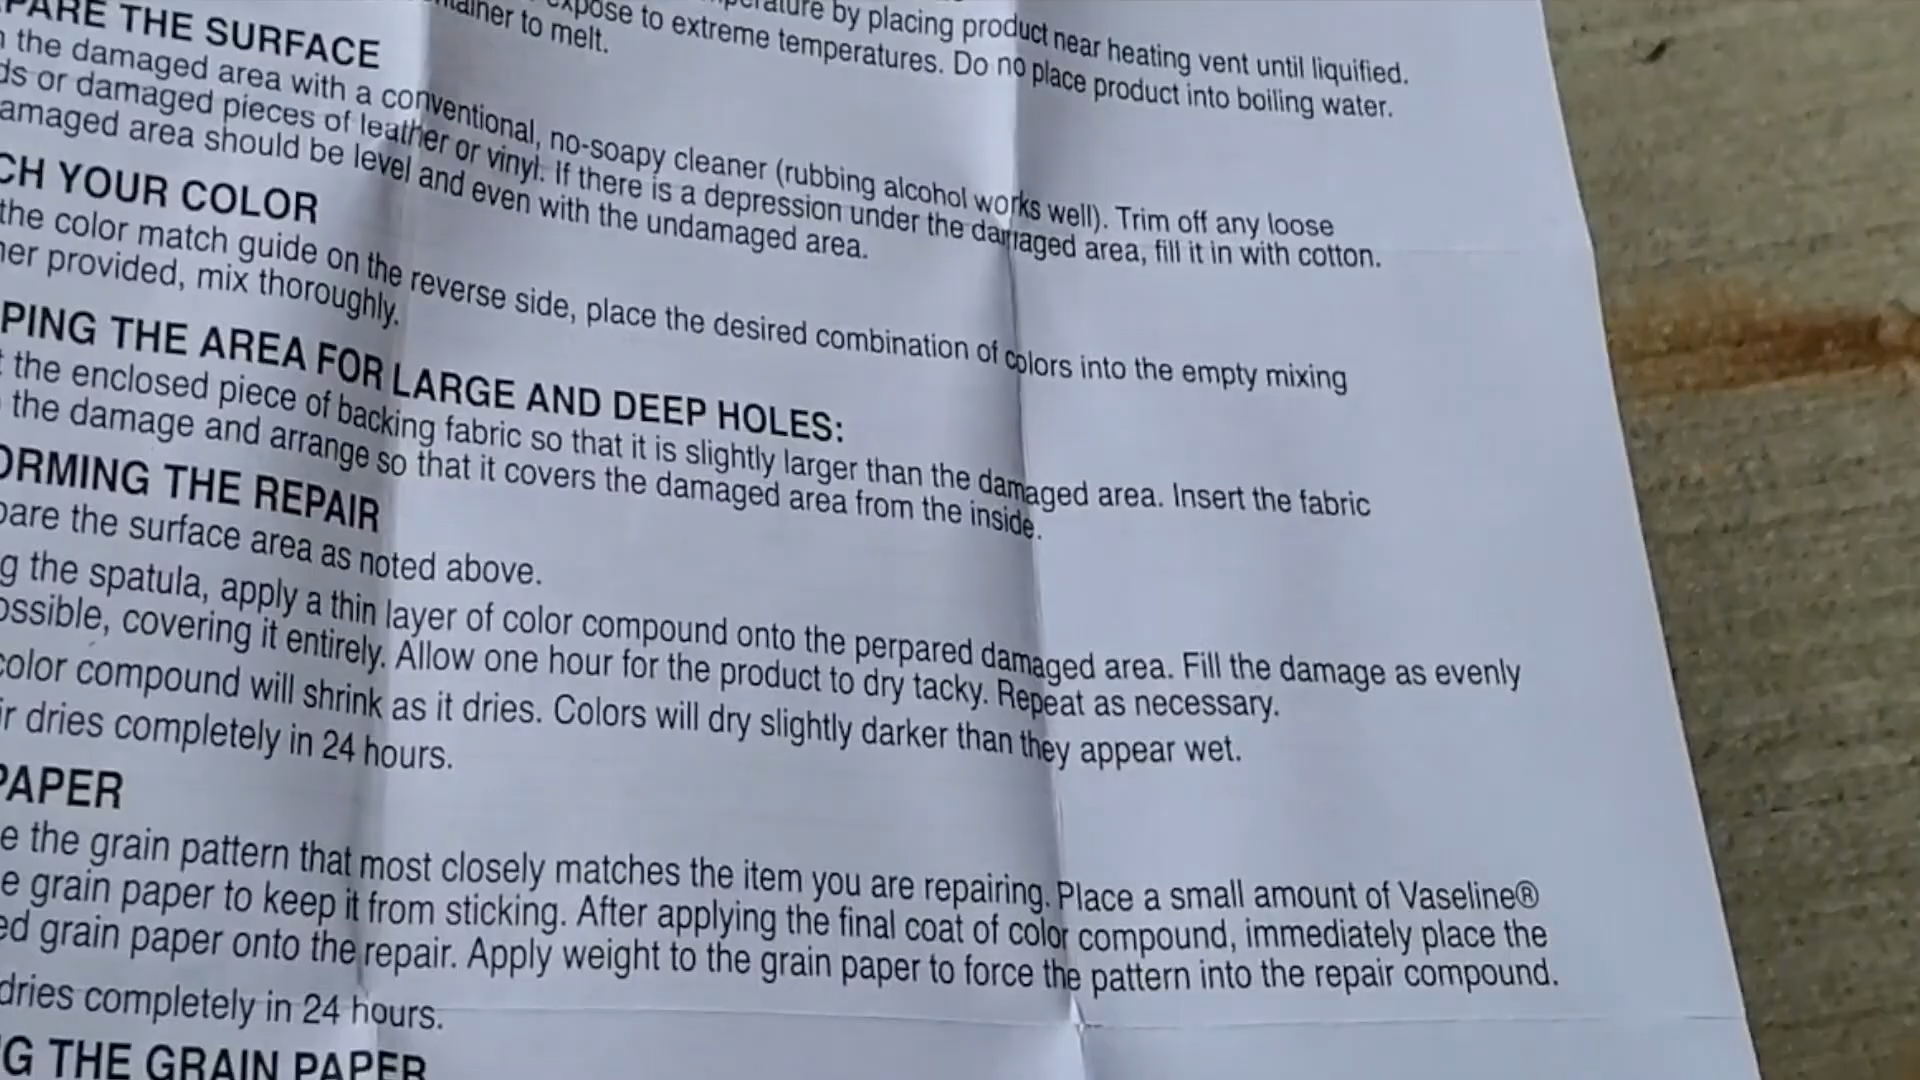 by placing product near heating vent until liquified.
to extreme temperatures. Do no place product into boiling water.
to melt.
THE SURFACE
the damaged area with a conventional, no-soapy cleaner (rubbing alcohol works well). Trim off any loose
or damaged pieces of leather or vinyl. If there is a depression under the damaged area, fill it in with cotton.
area should be level and even with the undamaged area.
YOUR COLOR
the color match guide on the reverse side, place the desired combination of colors into the empty mixing
provided, mix thoroughly.
THE AREA FOR LARGE AND DEEP HOLES:
the enclosed piece of backing fabric so that it is slightly larger than the damaged area. Insert the fabric
the damage and arrange so that it covers the damaged area from the inside.
THE REPAIR
the surface area as noted above.
the spatula, apply a thin layer of color compound onto the perpared damaged area. Fill the damage as evenly
covering it entirely. Allow one hour for the product to dry tacky. Repeat as necessary.
color compound will shrink as it dries. Colors will dry slightly darker than they appear wet.
dries completely in 24 hours.
PAPER
the grain pattern that most closely matches the item you are repairing. Place a small amount of Vaseline®
grain paper to keep it from sticking. After applying the final coat of color compound, immediately place the
grain paper onto the repair. Apply weight to the grain paper to force the pattern into the repair compound.
dries completely in 24 hours.
THE GRAIN PAPER